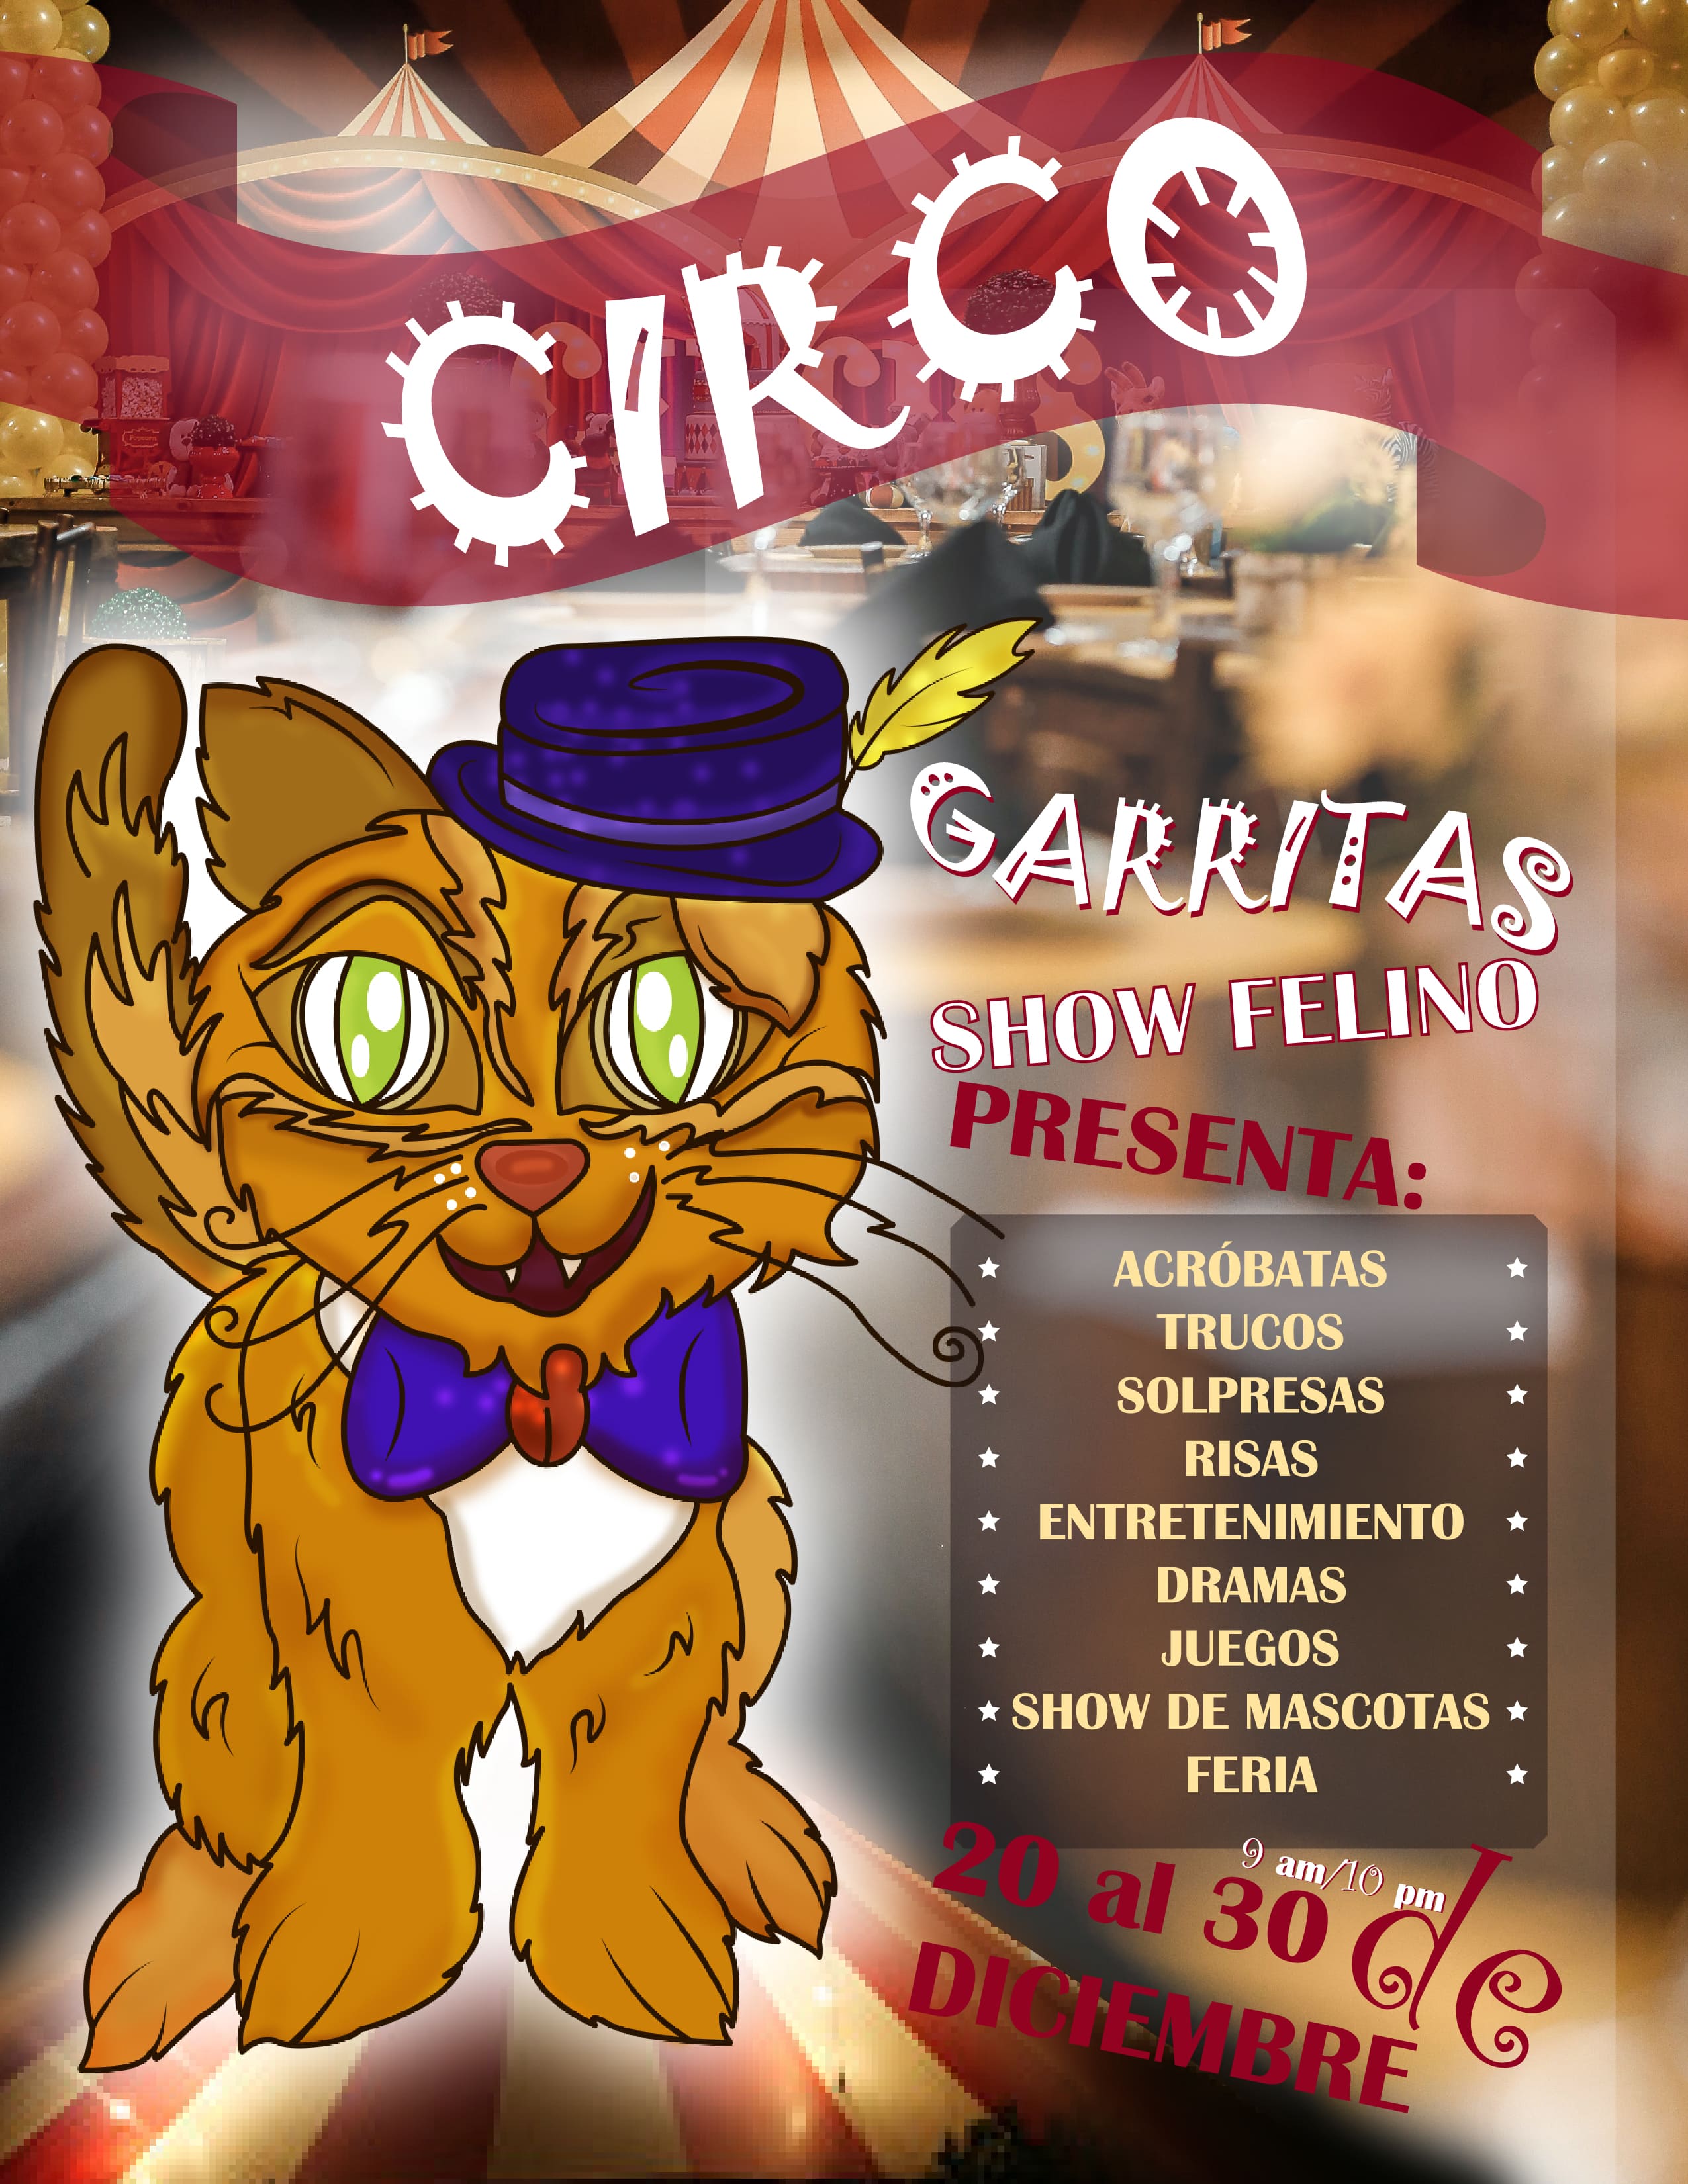 CIRCO
GARRITAS
SHOW FELINO
PRESENTA:
ACRÓBATAS
TRUCOS
SOLPRESAS
RISAS
ENTRETENIMIENTO
DRAMAS
JUEGOS
SHOW DE MASCOTAS
FERIA
9 am/10 pm
20 al 30 de
DICIEMBRE